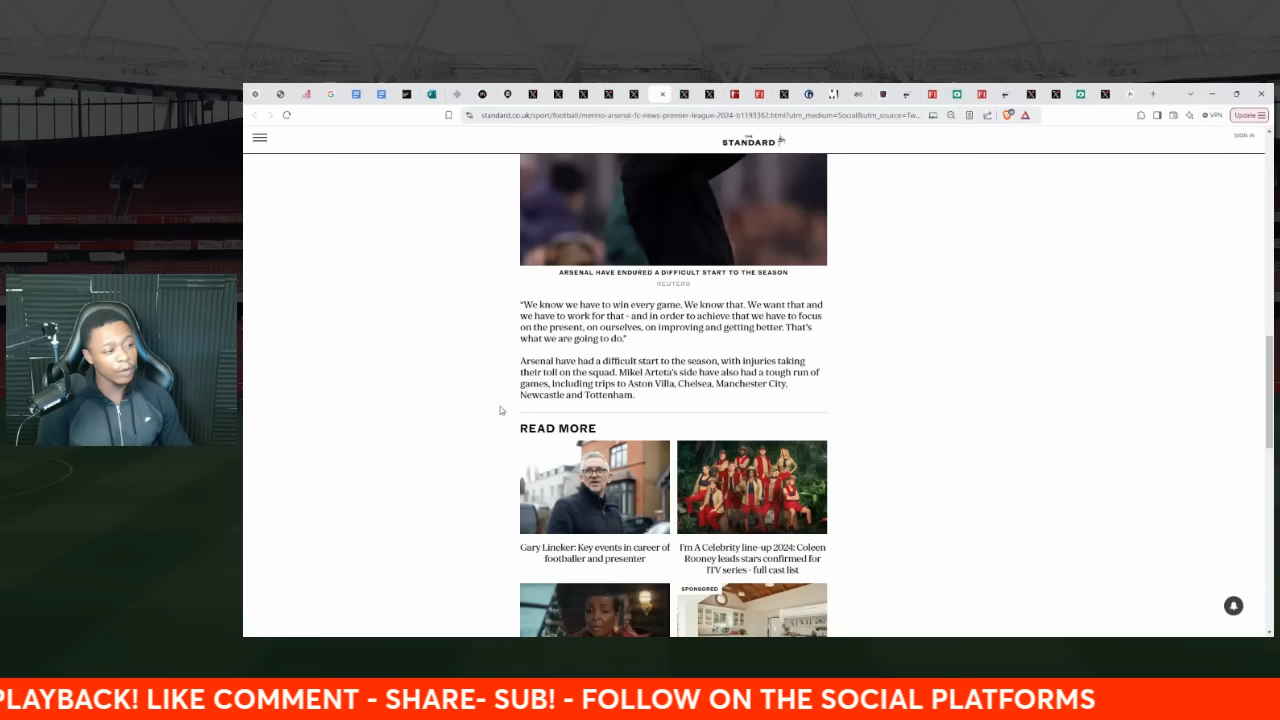 standard.co.uk/sport/football/merino-arsenal-fc-news-premier-league-2024-b1193362.html?utm_medium=Social&utm_source=Tw...
VPN
Update
THE
STANDARD
SIGN IN
ARSENAL HAVE ENDURED A DIFFICULT START TO THE SEASON
REUTERS
“We know we have to win every game. We know that. We want that and
we have to work for that - and in order to achieve that we have to focus
on the present, on ourselves, on improving and getting better. That’s
what we are going to do.”
Arsenal have had a difficult start to the season, with injuries taking
their toll on the squad. Mikel Arteta’s side have also had a tough run of
games, including trips to Aston Villa, Chelsea, Manchester City,
Newcastle and Tottenham.
READ MORE
Gary Lineker: Key events in career of
footballer and presenter
I’m A Celebrity line-up 2024: Coleen
Rooney leads stars confirmed for
ITV series - full cast list
SPONSORED
Arsenal
PLAYBACK! LIKE COMMENT - SHARE- SUB! - FOLLOW ON THE SOCIAL PLATFORMS